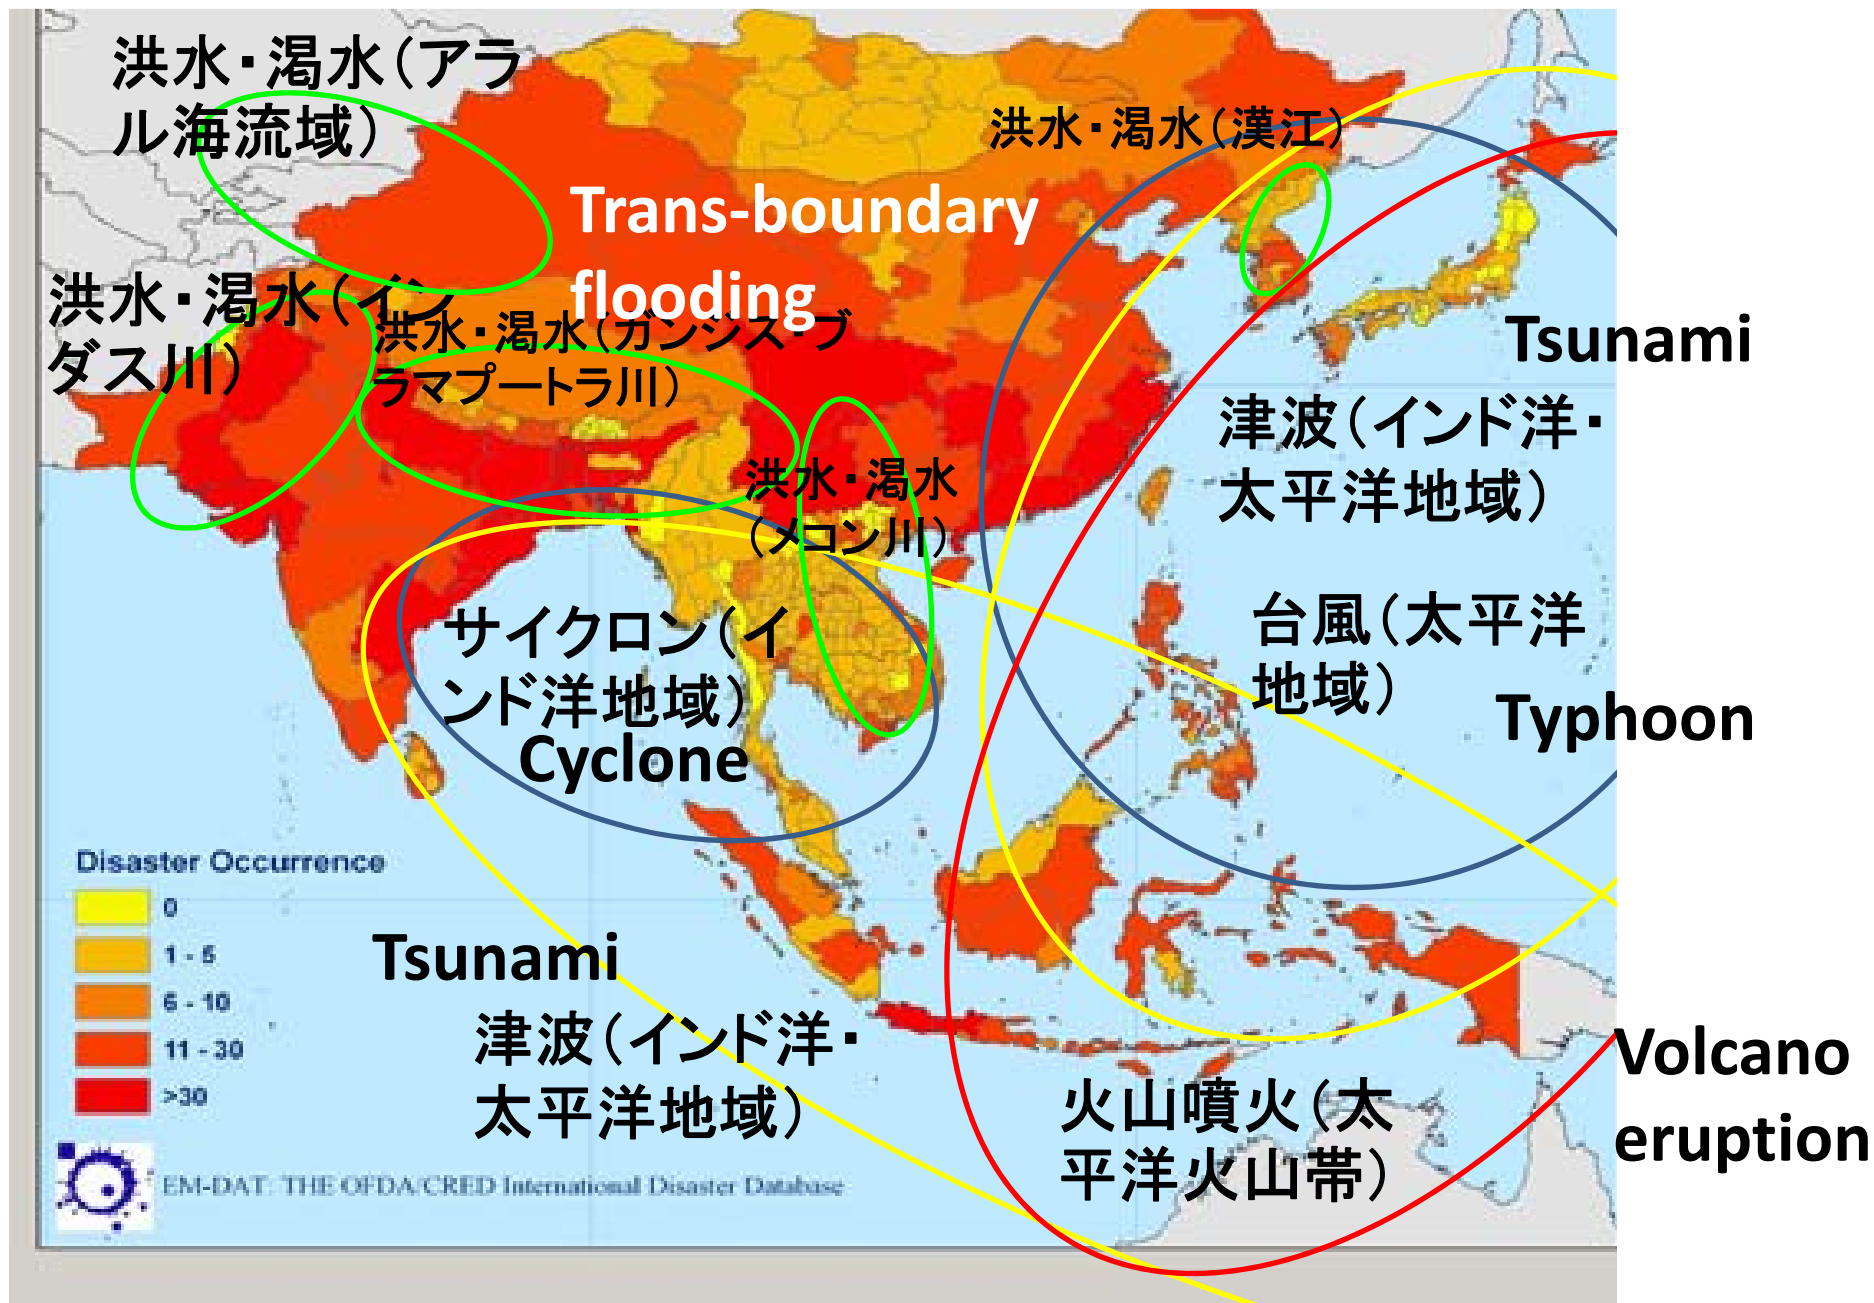 洪水・渇水（アラ
ル海流域）
洪水・渇水（漢江）
Trans-boundary
flooding
洪水・渇水（イン
ダス川）
洪水・渇水（ガンジス・ブ
ラマプートラ川）
Tsunami
津波（インド洋・
太平洋地域）
洪水・渇水
（メコン川）
サイクロン（イ
ンド洋地域）
Cyclone
台風（太平洋
地域）
Typhoon
Disaster Occurrence
0
1 - 5
6 - 10
11 - 30
>30
Tsunami
津波（インド洋・
太平洋地域）
火山噴火（太
平洋火山帯）
Volcano
eruption
EM-DAT: THE OFDA/CRED International Disaster Database